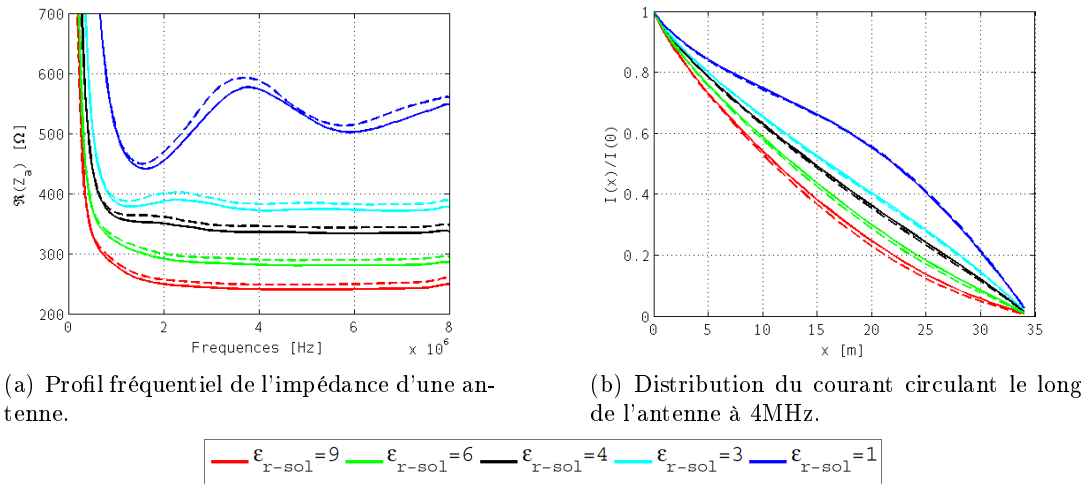 700
600
500
400
300
200
ℜ(Z_a) [Ω]
0 2 4 6 8
Frequences [Hz]
x 10^6
1
0.8
0.6
0.4
0.2
0
I(x)/I(0)
0 5 10 15 20 25 30 35
x [m]
(a) Profil fréquentiel de l'impédance d'une an-
tenne.
(b) Distribution du courant circulant le long
de l'antenne à 4MHz.
ε_r-sol=9 ε_r-sol=6 ε_r-sol=4 ε_r-sol=3 ε_r-sol=1